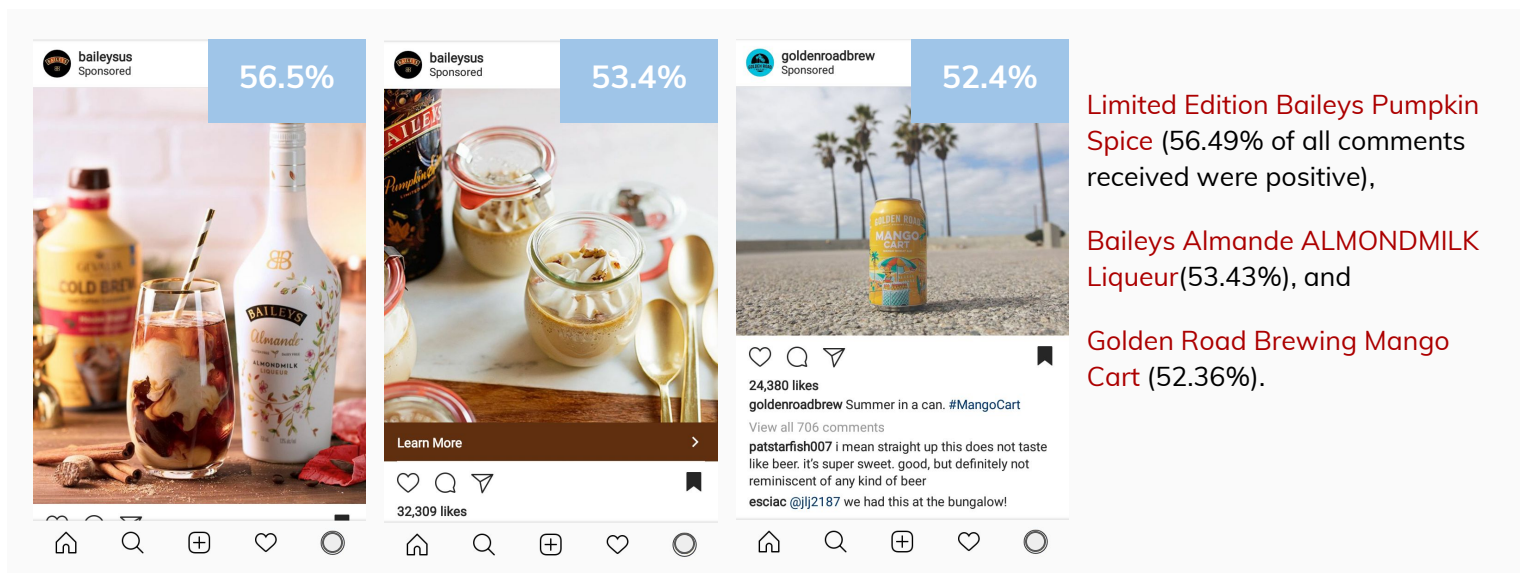 baileysus
Sponsored
56.5%
GEVALIA
COLD BREW
BAILEYS
Almande
ALMONDMILK
LIQUEUR
baileysus
Sponsored
53.4%
BAILEYS
Pumpkin
Learn More
32,309 likes
goldenroadbrew
Sponsored
52.4%
GOLDEN ROAD
MANGO
CART
24,380 likes
goldenroadbrew Summer in a can. #MangoCart
View all 706 comments
patstarfish007 i mean straight up this does not taste
like beer. it's super sweet. good, but definitely not
reminiscent of any kind of beer
esciac @jlj2187 we had this at the bungalow!
Limited Edition Baileys Pumpkin
Spice (56.49% of all comments
received were positive),
Baileys Almande ALMONDMILK
Liqueur(53.43%), and
Golden Road Brewing Mango
Cart (52.36%).